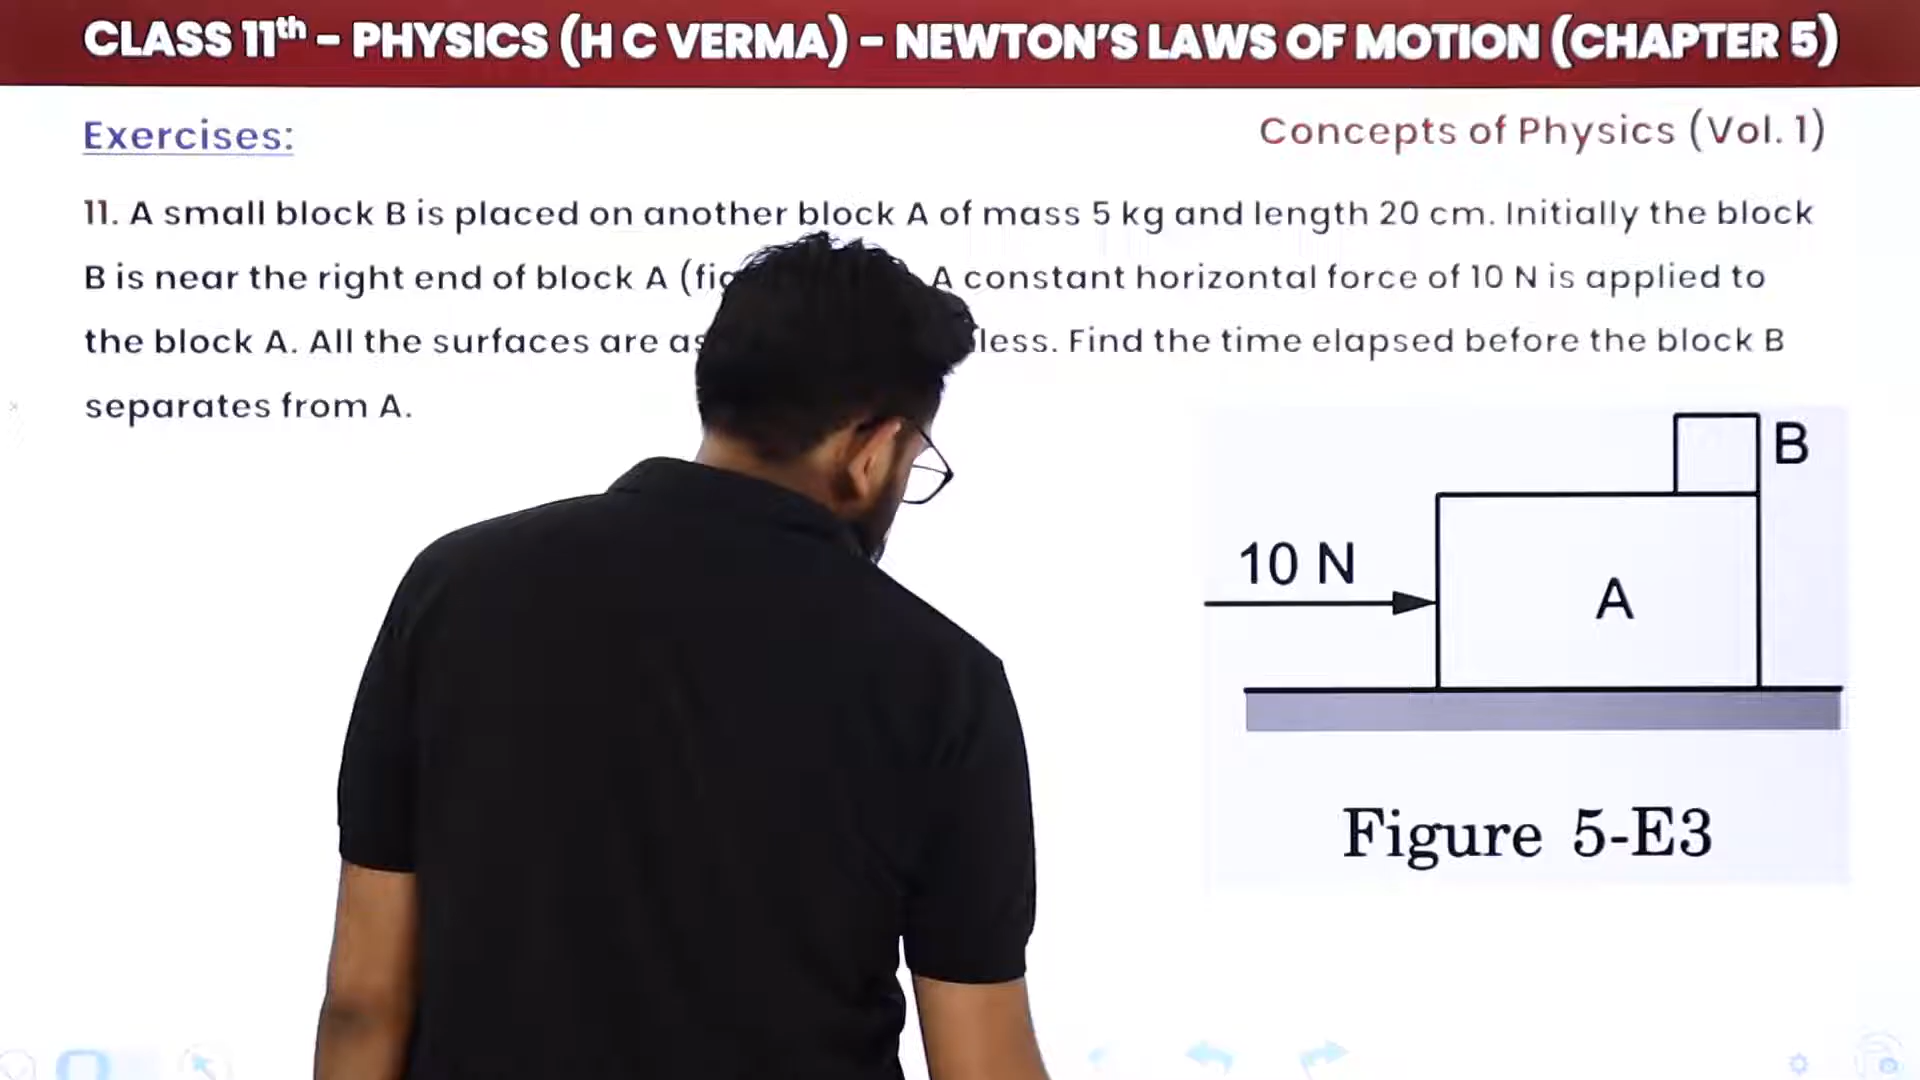 CLASS 11th - PHYSICS (H C VERMA) - NEWTON'S LAWS OF MOTION (CHAPTER 5)
Exercises:
Concepts of Physics (Vol. 1)
11. A small block B is placed on another block A of mass 5 kg and length 20 cm. Initially the block
B is near the right end of block A A constant horizontal force of 10 N is applied to
the block A. All the surfaces are Find the time elapsed before the block B
separates from A.
B
10 N
A
Figure 5-E3